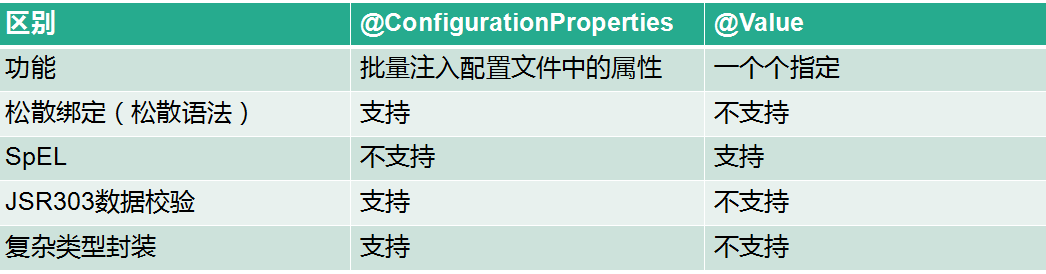 区别 @ConfigurationProperties @Value
功能 批量注入配置文件中的属性 一个个指定
松散绑定（松散语法） 支持 不支持
SpEL 不支持 支持
JSR303数据校验 支持 不支持
复杂类型封装 支持 不支持